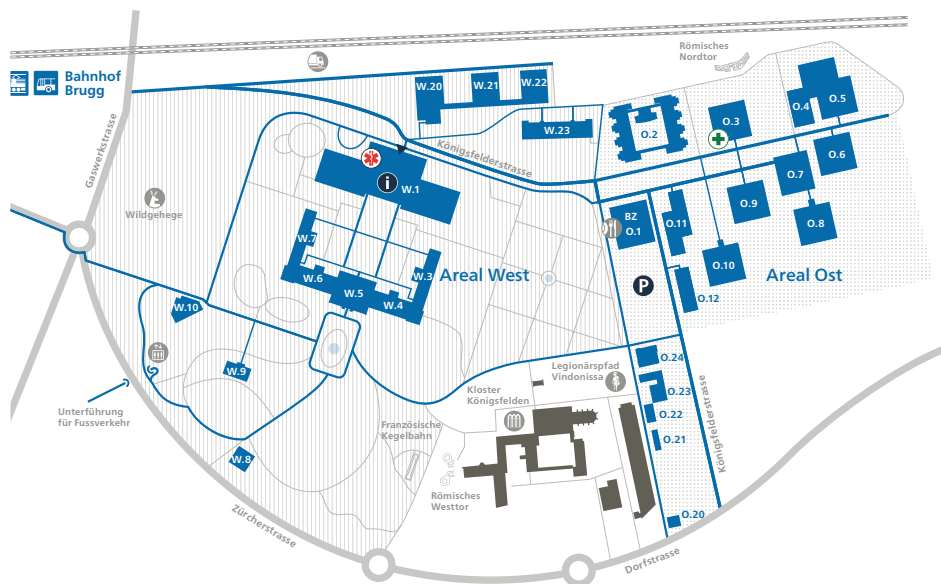 Römisches
Nordtor
Bahnhof
Brugg
W.20
W.21
W.22
O.4
O.5
Gaswerkstrasse
W.23
O.2
O.3
Königsfelderstrasse
O.6
i
W.1
O.7
Wildgehege
O.9
BZ
O.1
O.11
O.8
W.7
W.3
Areal West
O.10
Areal Ost
W.6
W.5
W.4
P
O.12
W.10
O.24
W.9
Legionärspfad
Vindonissa
Kloster
Königsfelden
O.23
Unterführung
für Fussverkehr
O.22
Französische
Kegelbahn
O.21
Königsfelderstrasse
W.8
Römisches
Westtor
Zürcherstrasse
O.20
Dorfstrasse